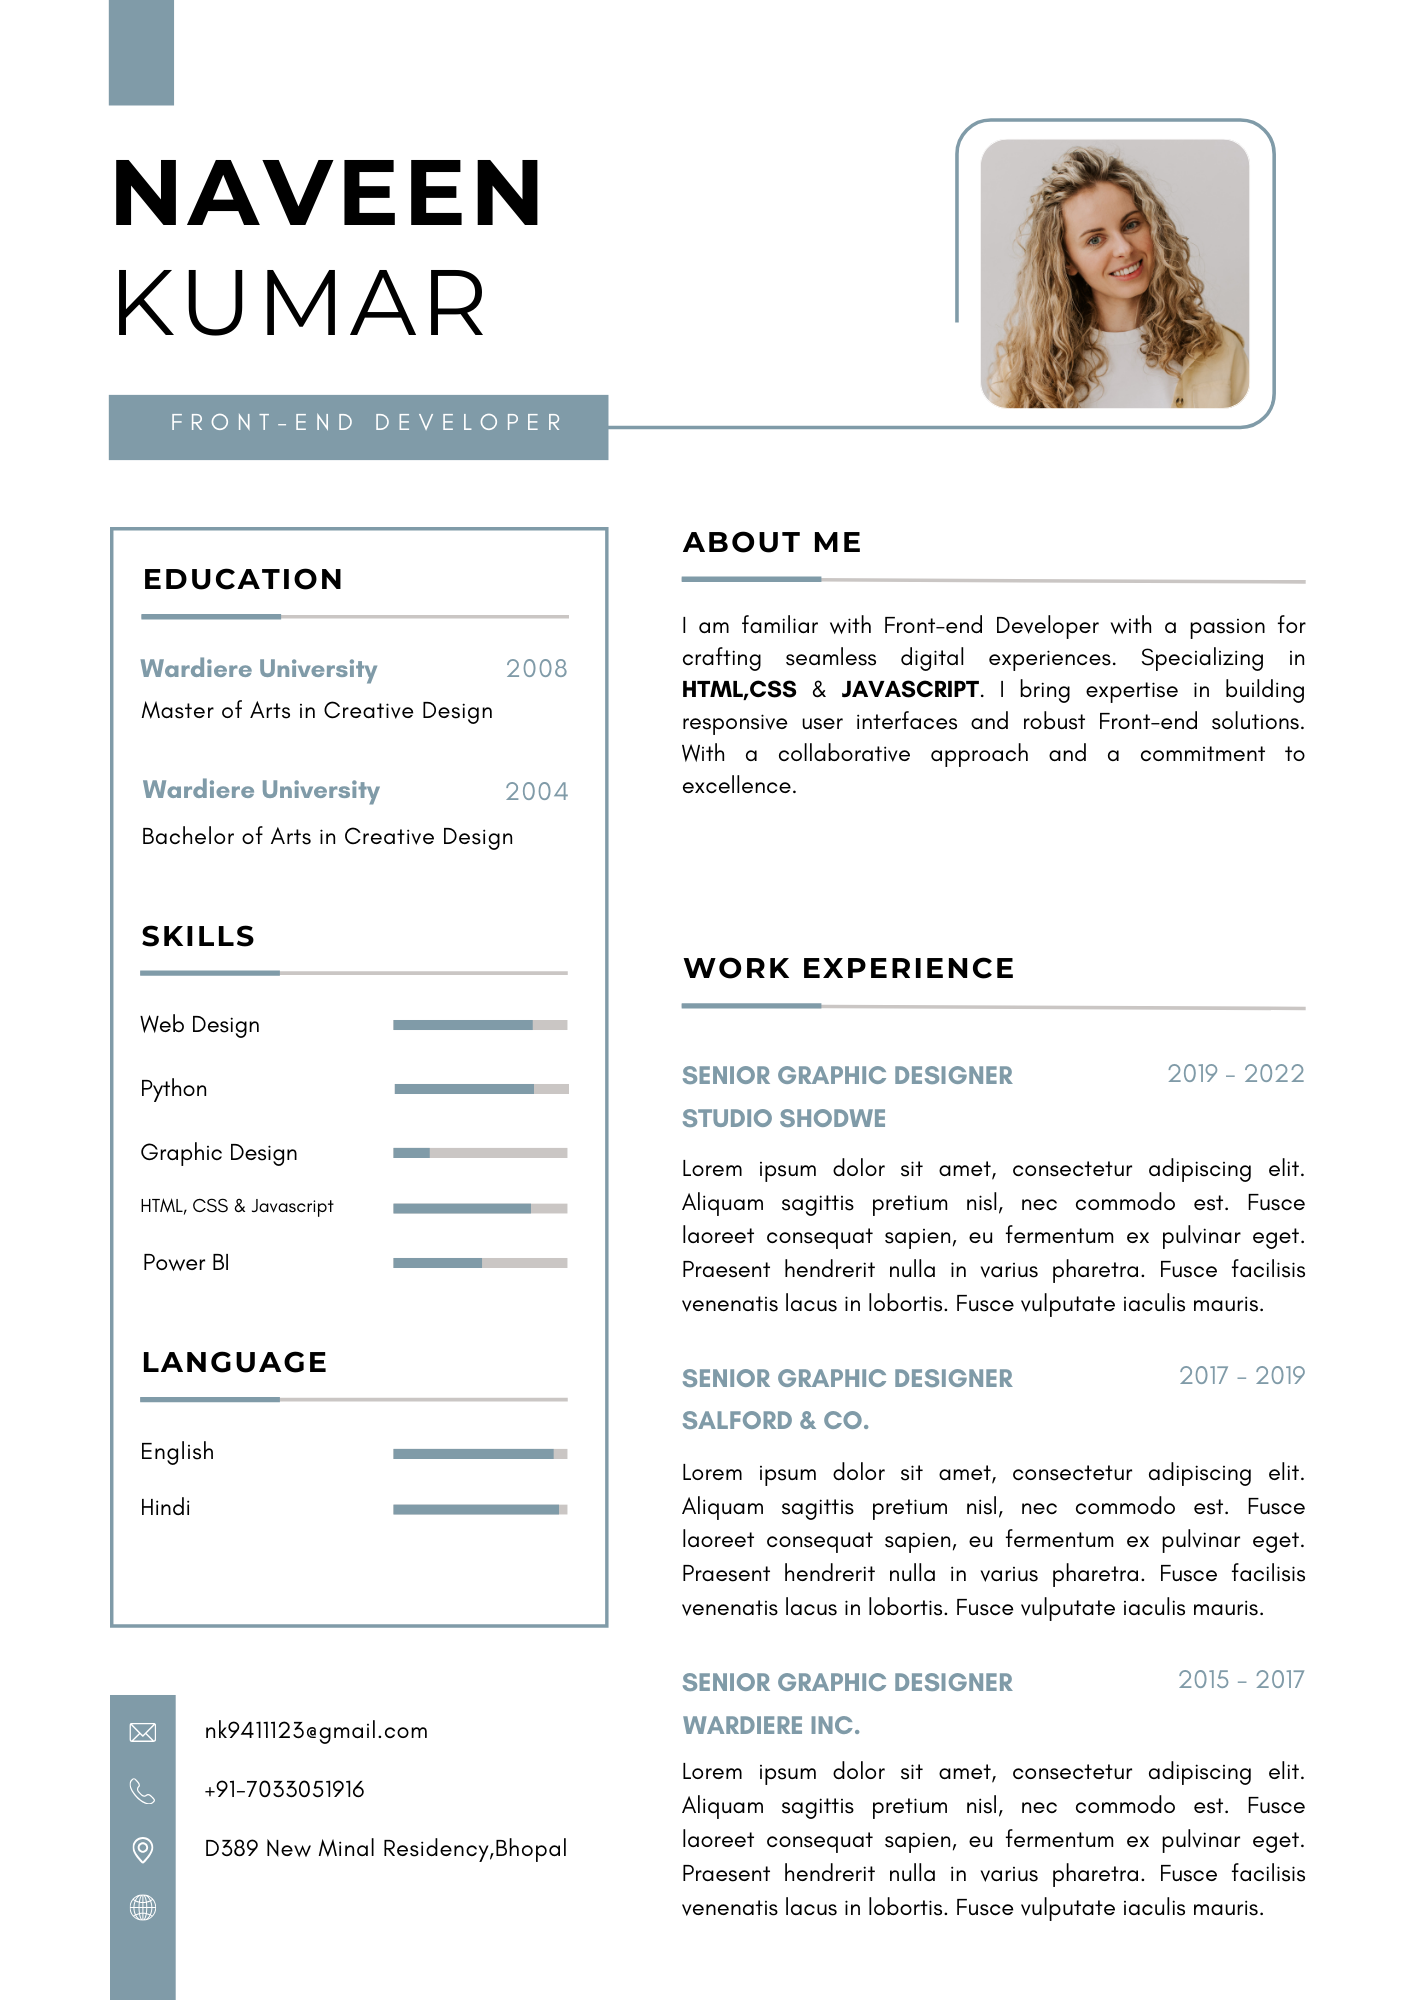 NAVEEN
KUMAR
FRONT-END DEVELOPER
EDUCATION
Wardiere University 2008
Master of Arts in Creative Design
Wardiere University 2004
Bachelor of Arts in Creative Design
SKILLS
Web Design
Python
Graphic Design
HTML, CSS & Javascript
Power BI
LANGUAGE
English
Hindi
nk9411123@gmail.com
+91-7033051916
D389 New Minal Residency,Bhopal
ABOUT ME
I am familiar with Front-end Developer with a passion for
crafting seamless digital experiences. Specializing in
HTML,CSS & JAVASCRIPT. I bring expertise in building
responsive user interfaces and robust Front-end solutions.
With a collaborative approach and a commitment to
excellence.
WORK EXPERIENCE
SENIOR GRAPHIC DESIGNER 2019 - 2022
STUDIO SHODWE
Lorem ipsum dolor sit amet, consectetur adipiscing elit.
Aliquam sagittis pretium nisl, nec commodo est. Fusce
laoreet consequat sapien, eu fermentum ex pulvinar eget.
Praesent hendrerit nulla in varius pharetra. Fusce facilisis
venenatis lacus in lobortis. Fusce vulputate iaculis mauris.
SENIOR GRAPHIC DESIGNER 2017 - 2019
SALFORD & CO.
Lorem ipsum dolor sit amet, consectetur adipiscing elit.
Aliquam sagittis pretium nisl, nec commodo est. Fusce
laoreet consequat sapien, eu fermentum ex pulvinar eget.
Praesent hendrerit nulla in varius pharetra. Fusce facilisis
venenatis lacus in lobortis. Fusce vulputate iaculis mauris.
SENIOR GRAPHIC DESIGNER 2015 - 2017
WARDIERE INC.
Lorem ipsum dolor sit amet, consectetur adipiscing elit.
Aliquam sagittis pretium nisl, nec commodo est. Fusce
laoreet consequat sapien, eu fermentum ex pulvinar eget.
Praesent hendrerit nulla in varius pharetra. Fusce facilisis
venenatis lacus in lobortis. Fusce vulputate iaculis mauris.